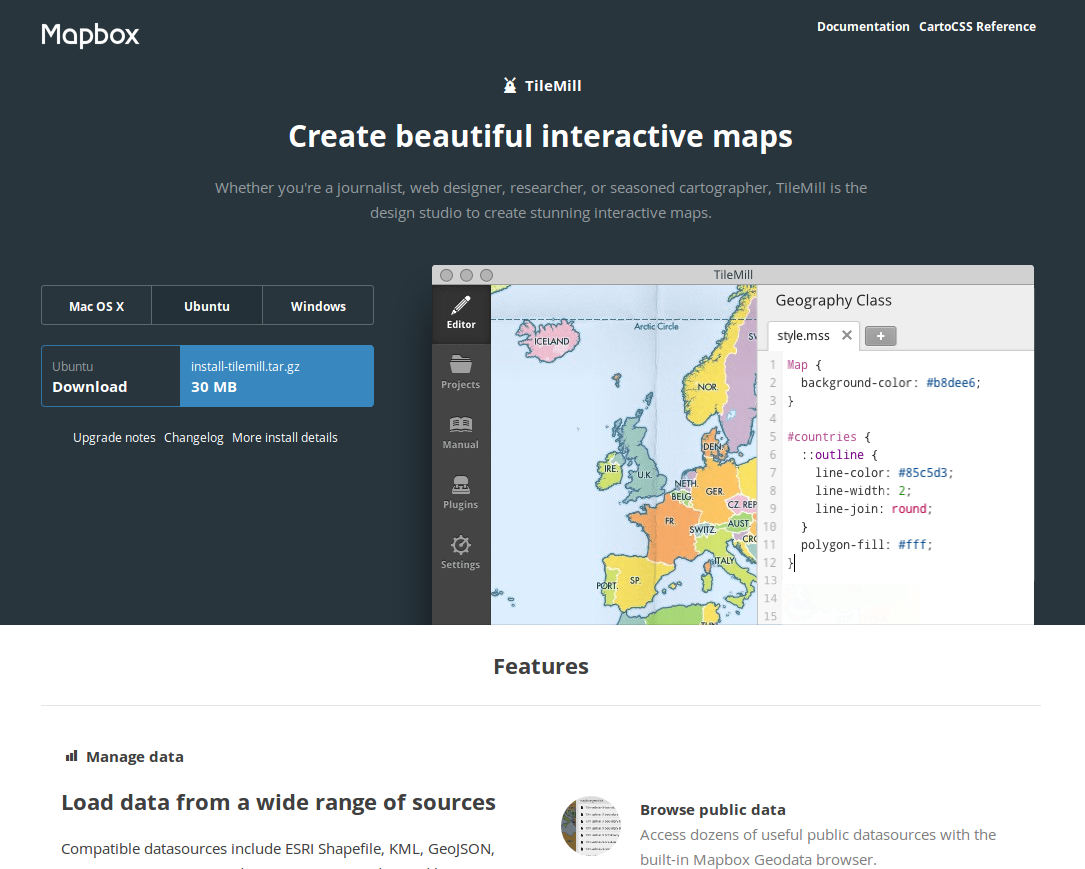 Mapbox
Documentation CartoCSS Reference
TileMill
Create beautiful interactive maps
Whether you're a journalist, web designer, researcher, or seasoned cartographer, TileMill is the
design studio to create stunning interactive maps.
Mac OS X
Ubuntu
Windows
Ubuntu
Download
install-tilemill.tar.gz
30 MB
Upgrade notes Changelog More install details
TileMill
Editor
Projects
Manual
Plugins
Settings
Arctic Circle
ICELAND
NOR.
DEN.
IRE.
U.K.
NETH.
BELG.
GER.
CZ. REP
FR.
SWITZ.
AUST.
ITALY
PORT.
SP.
Geography Class
style.mss
+
1 Map {
2 background-color: #b8dee6;
3 }
4
5 #countries {
6 ::outline {
7 line-color: #85c5d3;
8 line-width: 2;
9 line-join: round;
10 }
11 polygon-fill: #fff;
12 }
13
14
15
Features
Manage data
Load data from a wide range of sources
Compatible datasources include ESRI Shapefile, KML, GeoJSON,
Browse public data
Access dozens of useful public datasources with the
built-in Mapbox Geodata browser.